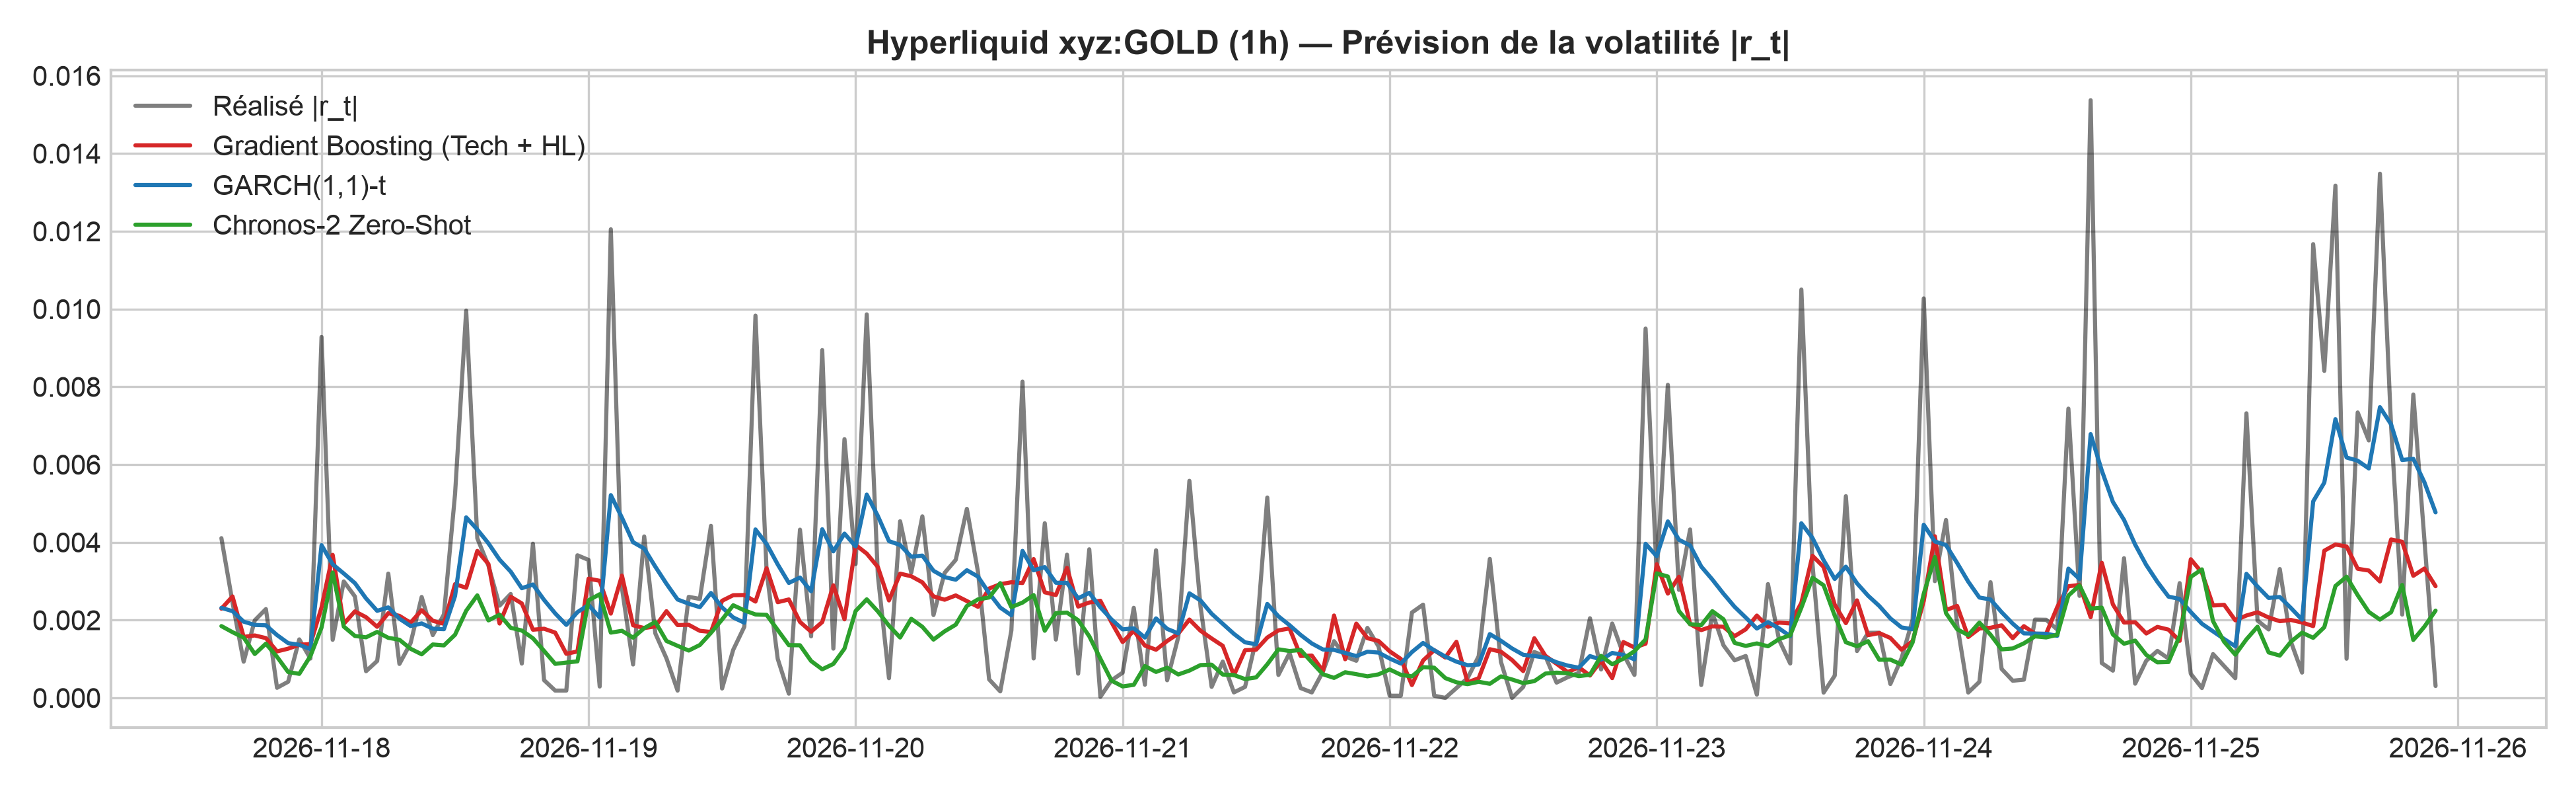 Hyperliquid xyz:GOLD (1h) — Prévision de la volatilité |r_t|
0.016
0.014
0.012
0.010
0.008
0.006
0.004
0.002
0.000
Réalisé |r_t|
Gradient Boosting (Tech + HL)
GARCH(1,1)-t
Chronos-2 Zero-Shot
2026-11-18 2026-11-19 2026-11-20 2026-11-21 2026-11-22 2026-11-23 2026-11-24 2026-11-25 2026-11-26